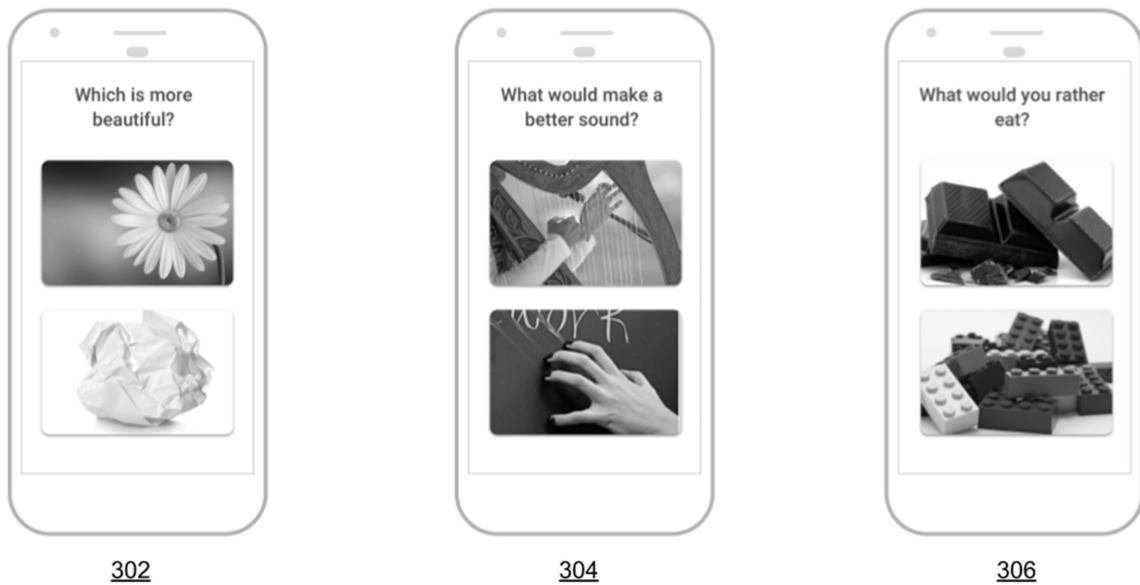 Which is more
beautiful?
What would make a
better sound?
What would you rather
eat?
302
304
306